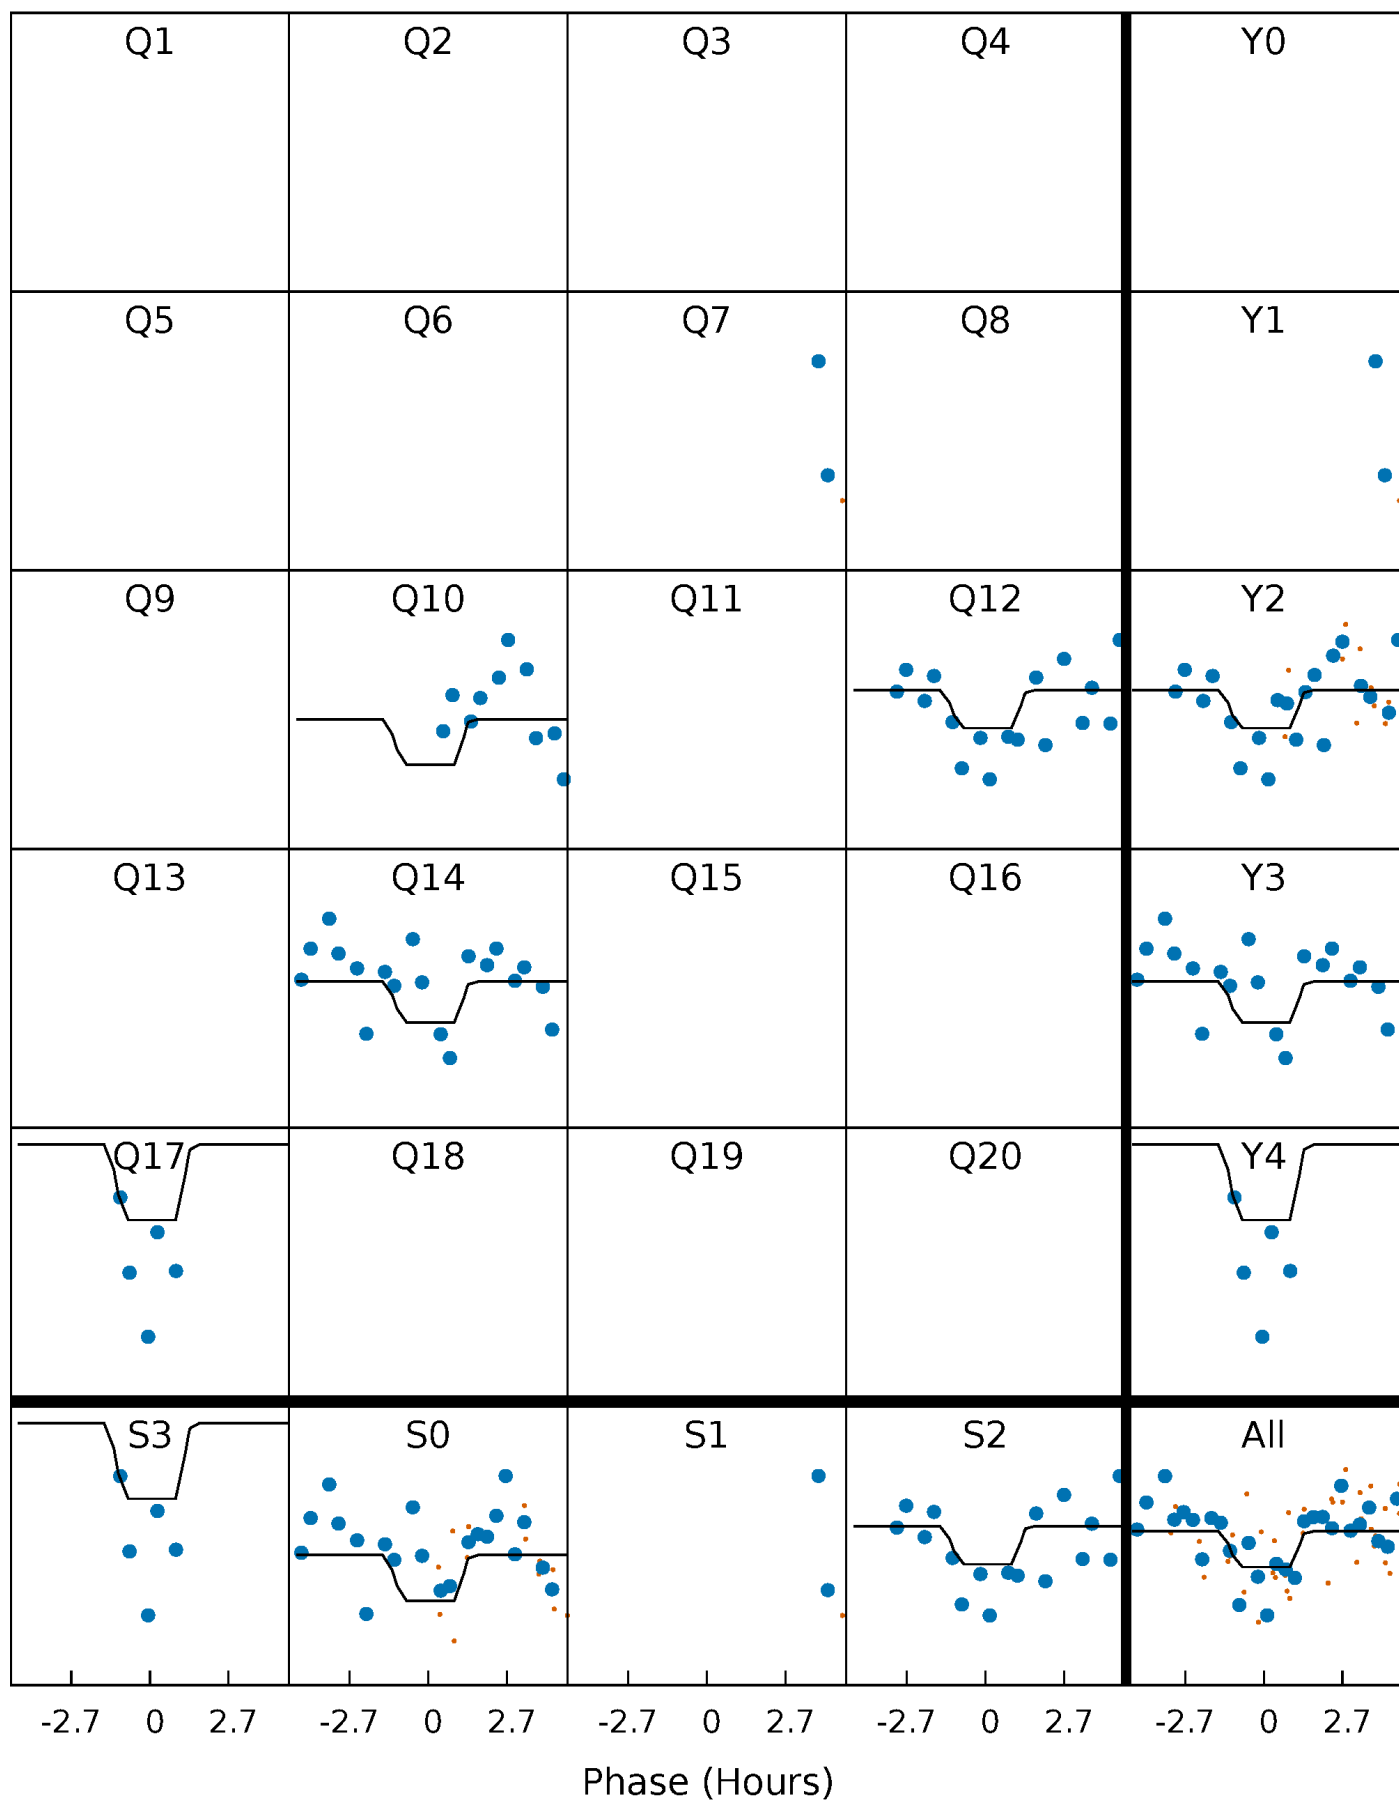 Q1 Q2 Q3 Q4 Y0
Q5 Q6 Q7 Q8 Y1
Q9 Q10 Q11 Q12 Y2
Q13 Q14 Q15 Q16 Y3
Q17 Q18 Q19 Q20 Y4
S3 S0 S1 S2 All
-2.7 0 2.7 -2.7 0 2.7 -2.7 0 2.7 -2.7 0 2.7 -2.7 0 2.7
Phase (Hours)